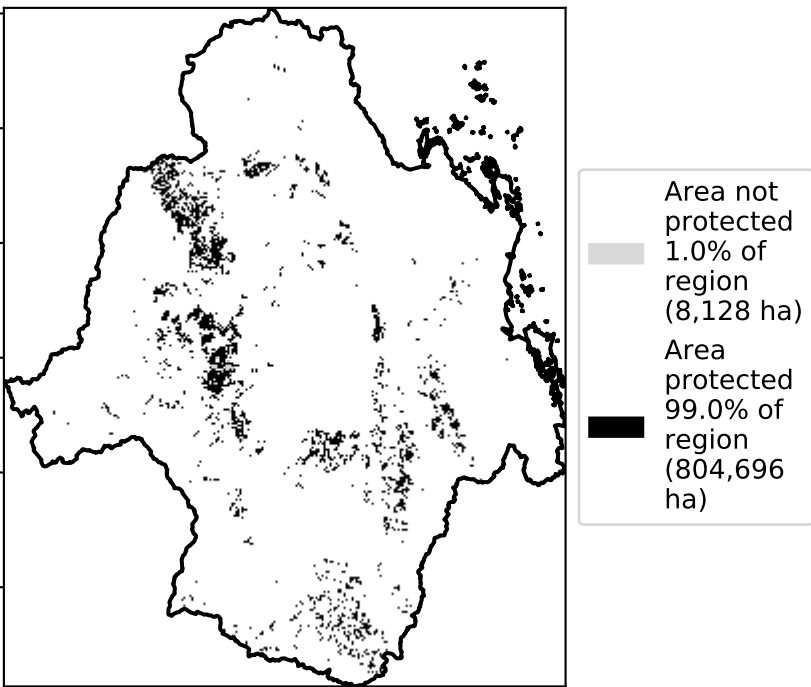 Area not
protected
1.0% of
region
(8,128 ha)
Area
protected
99.0% of
region
(804,696
ha)